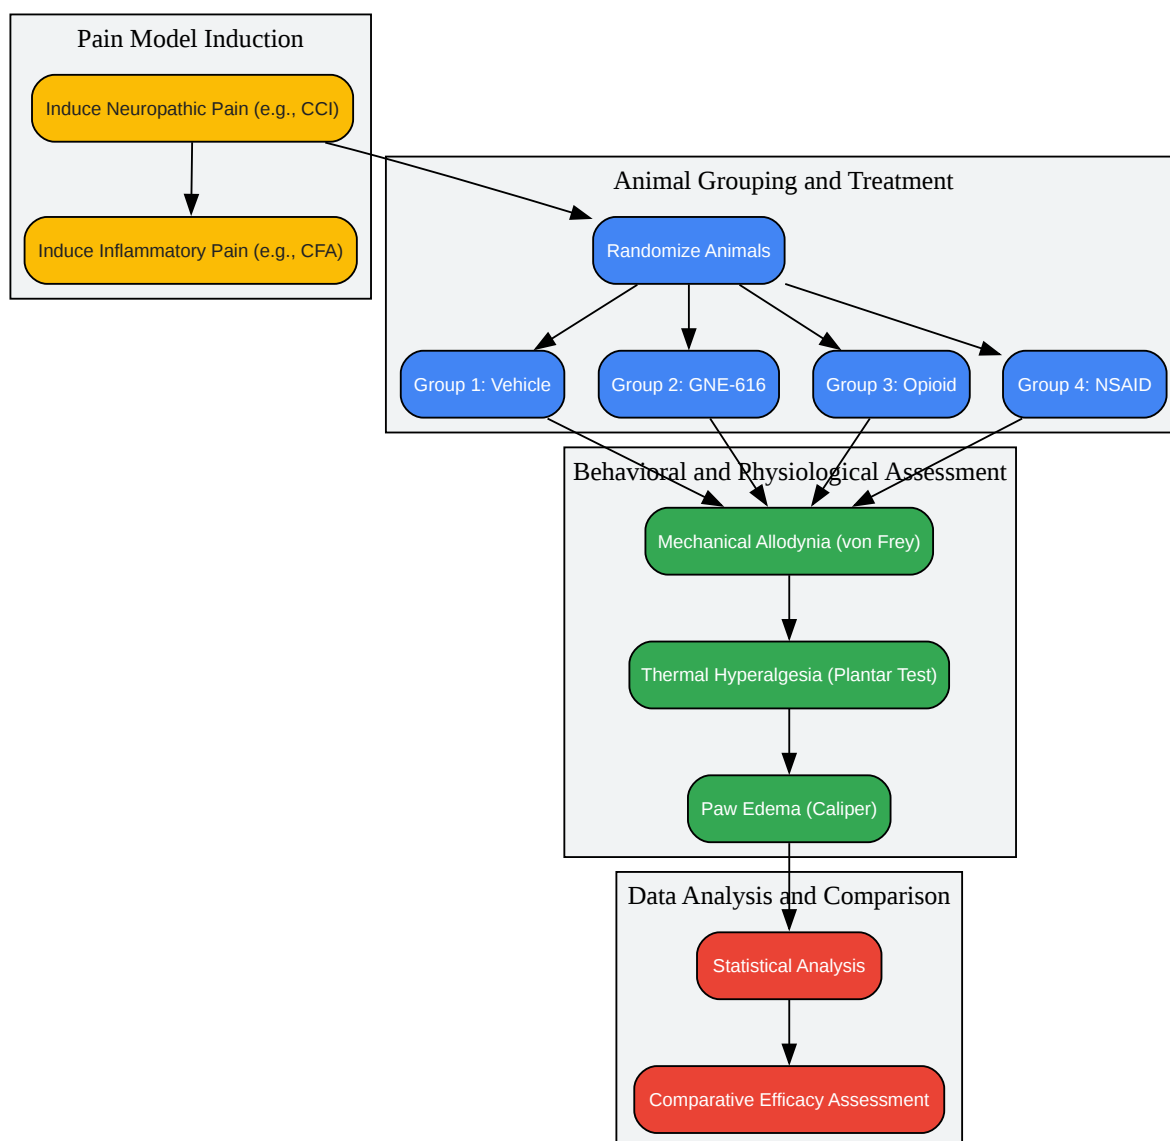 Pain Model Induction
Induce Neuropathic Pain (e.g., CCI)
Induce Inflammatory Pain (e.g., CFA)
Animal Grouping and Treatment
Randomize Animals
Group 1: Vehicle
Group 2: GNE-616
Group 3: Opioid
Group 4: NSAID
Behavioral and Physiological Assessment
Mechanical Allodynia (von Frey)
Thermal Hyperalgesia (Plantar Test)
Paw Edema (Caliper)
Data Analysis and Comparison
Statistical Analysis
Comparative Efficacy Assessment